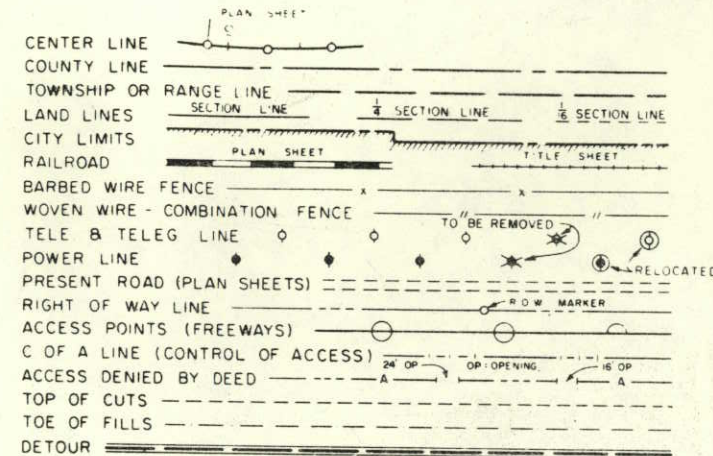 PLAN SHEET
CENTER LINE
COUNTY LINE
TOWNSHIP OR RANGE LINE
LAND LINES SECTION LINE 1/4 SECTION LINE 1/16 SECTION LINE
CITY LIMITS
PLAN SHEET TITLE SHEET
RAILROAD
BARBED WIRE FENCE x x
WOVEN WIRE - COMBINATION FENCE // //
TO BE REMOVED
TELE & TELEG LINE
POWER LINE RELOCATED
PRESENT ROAD (PLAN SHEETS)
RIGHT OF WAY LINE R O W MARKER
ACCESS POINTS (FREEWAYS)
C OF A LINE (CONTROL OF ACCESS)
24' OP OP=OPENING 16' OP
ACCESS DENIED BY DEED A A
TOP OF CUTS
TOE OF FILLS
DETOUR